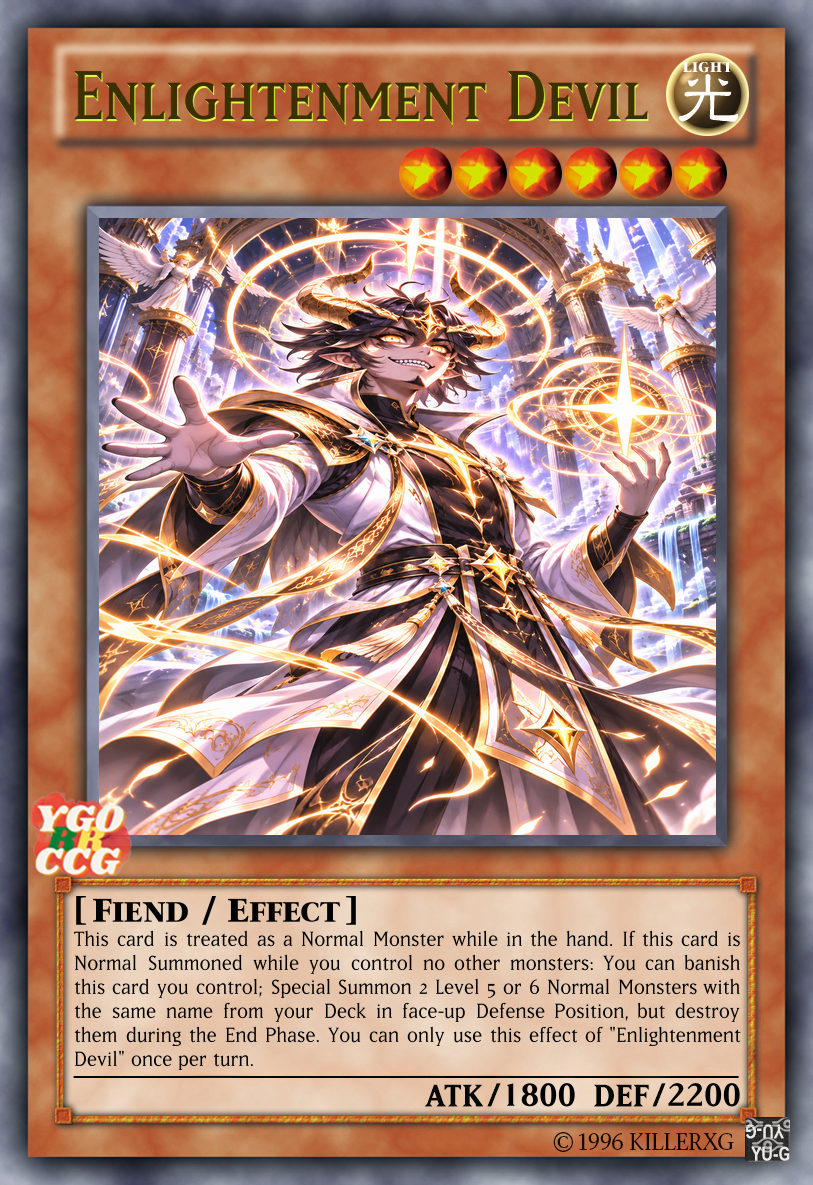 Enlightenment Devil
LIGHT
光
YGO
RR
CCG
[ Fiend / Effect ]
This card is treated as a Normal Monster while in the hand. If this card is
Normal Summoned while you control no other monsters: You can banish
this card you control; Special Summon 2 Level 5 or 6 Normal Monsters with
the same name from your Deck in face-up Defense Position, but destroy
them during the End Phase. You can only use this effect of "Enlightenment
Devil" once per turn.
ATK/1800 DEF/2200
© 1996 KILLERXG
YU-G